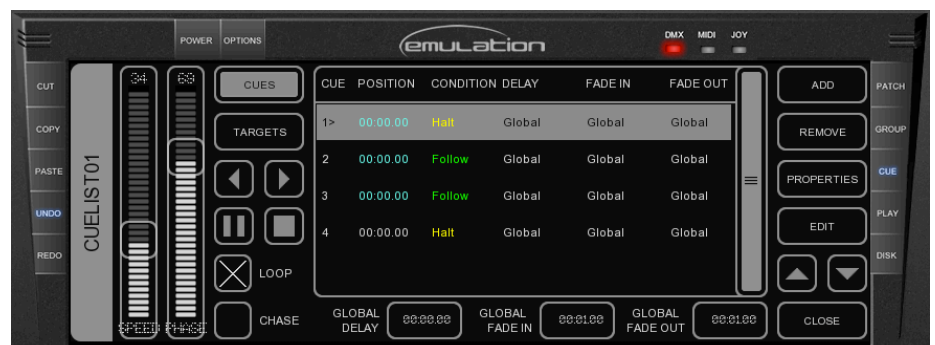 POWER OPTIONS
emulation
DMX MIDI JOY
CUT
COPY
PASTE
UNDO
REDO
CUELIST01
34 69
SPEED PHASE
CUES
TARGETS
LOOP
CHASE
CUE POSITION CONDITION DELAY FADE IN FADE OUT
1> 00:00.00 Halt Global Global Global
2 00:00.00 Follow Global Global Global
3 00:00.00 Follow Global Global Global
4 00:00.00 Halt Global Global Global
GLOBAL DELAY 00:00.00
GLOBAL FADE IN 00:01.00
GLOBAL FADE OUT 00:01.00
ADD
REMOVE
PROPERTIES
EDIT
CLOSE
PATCH
GROUP
CUE
PLAY
DISK